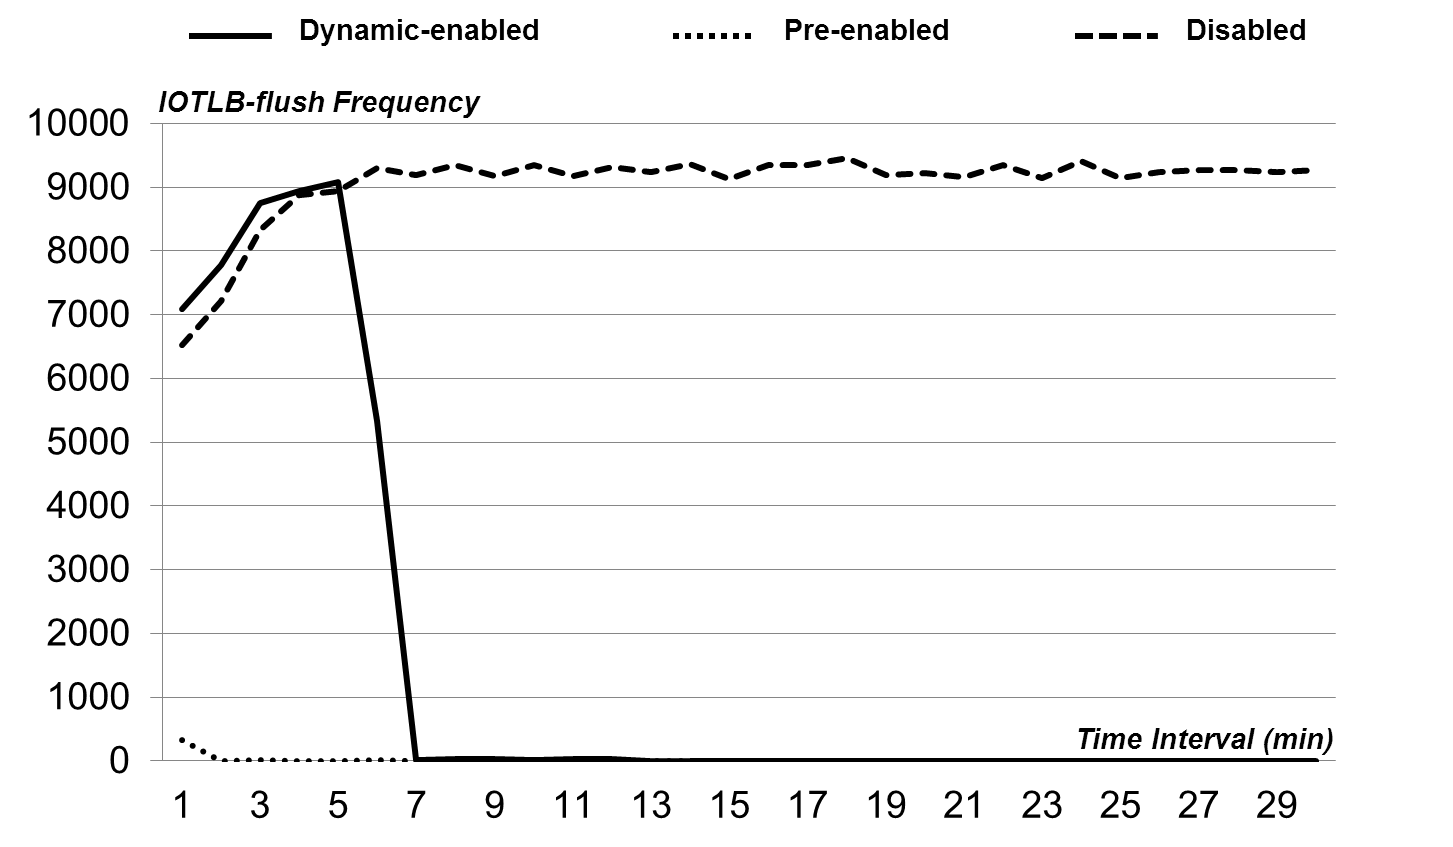 Dynamic-enabled Pre-enabled Disabled
IOTLB-flush Frequency
10000
9000
8000
7000
6000
5000
4000
3000
2000
1000
Time Interval (min)
0
1 3 5 7 9 11 13 15 17 19 21 23 25 27 29